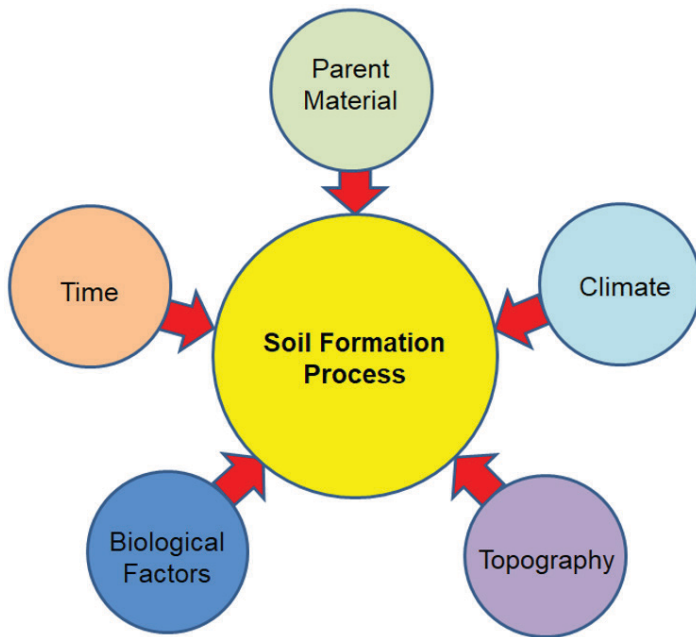 Parent
Material
Climate
Time
Soil Formation
Process
Biological
Factors
Topography